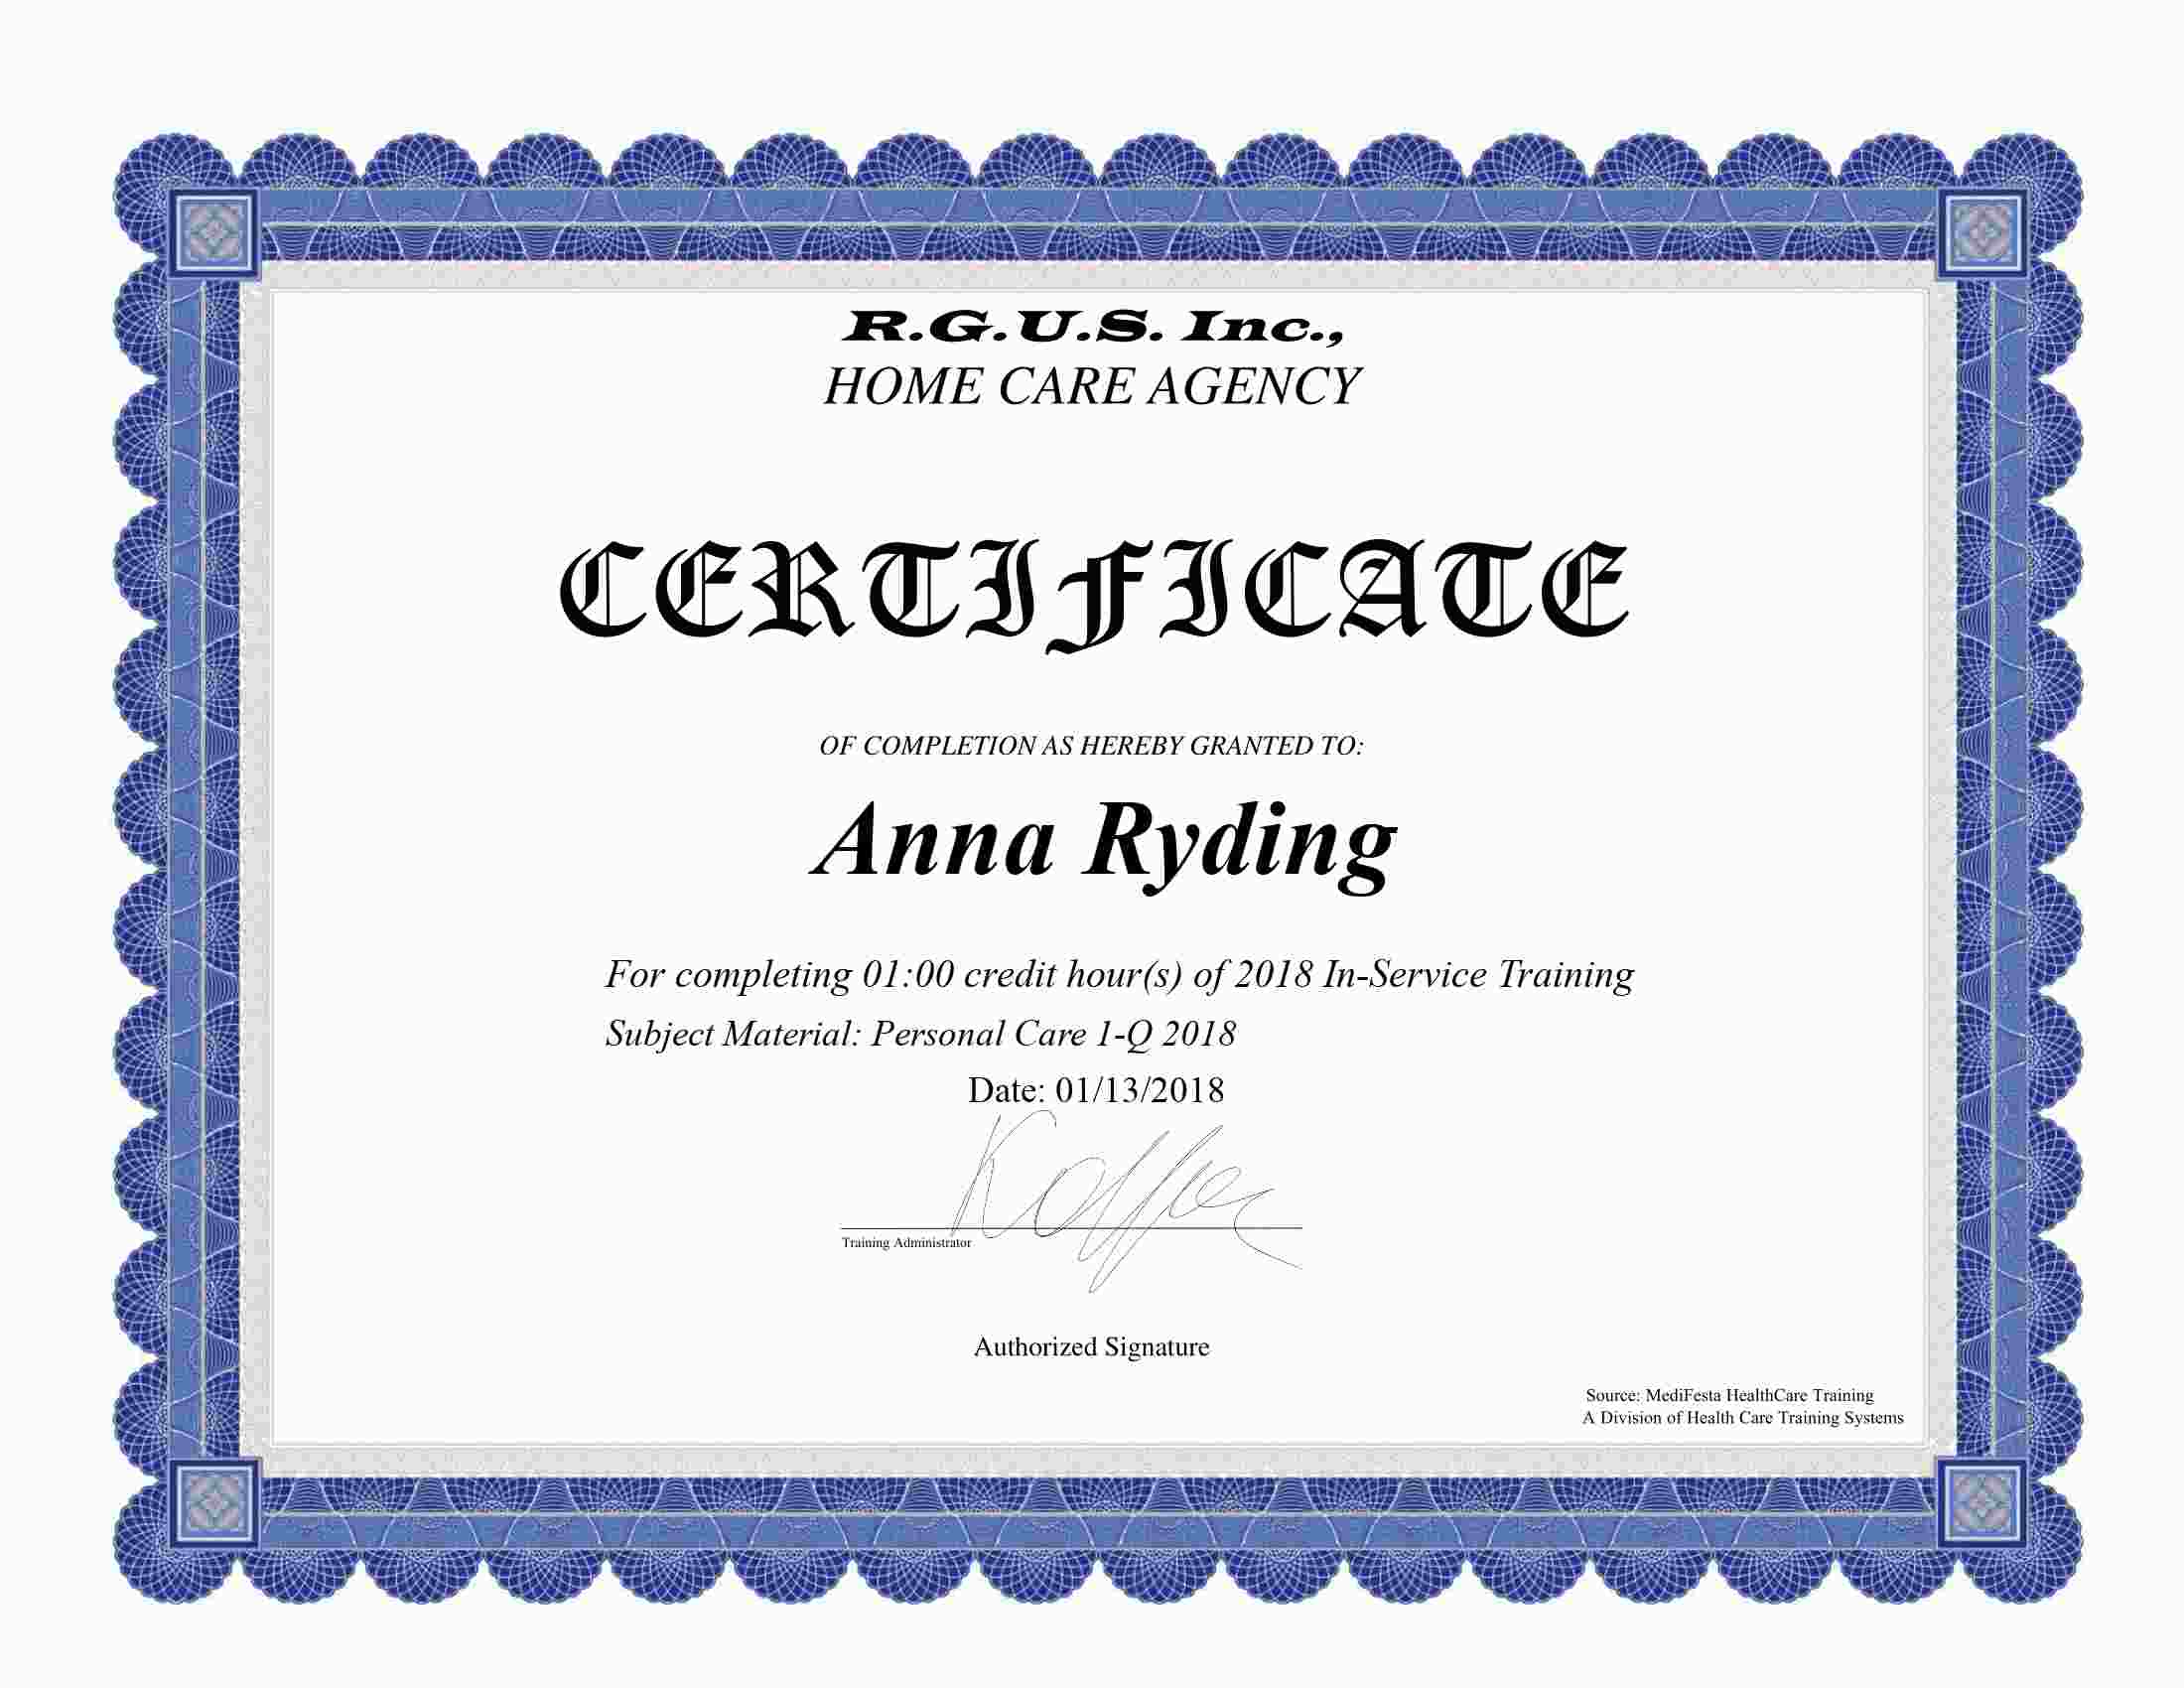 R.G.U.S. Inc.,
HOME CARE AGENCY
CERTIFICATE
OF COMPLETION AS HEREBY GRANTED TO:
Anna Ryding
For completing 01:00 credit hour(s) of 2018 In-Service Training
Subject Material: Personal Care 1-Q 2018
Date: 01/13/2018
Training Administrator
Authorized Signature
Source: MediFesta HealthCare Training
A Division of Health Care Training Systems